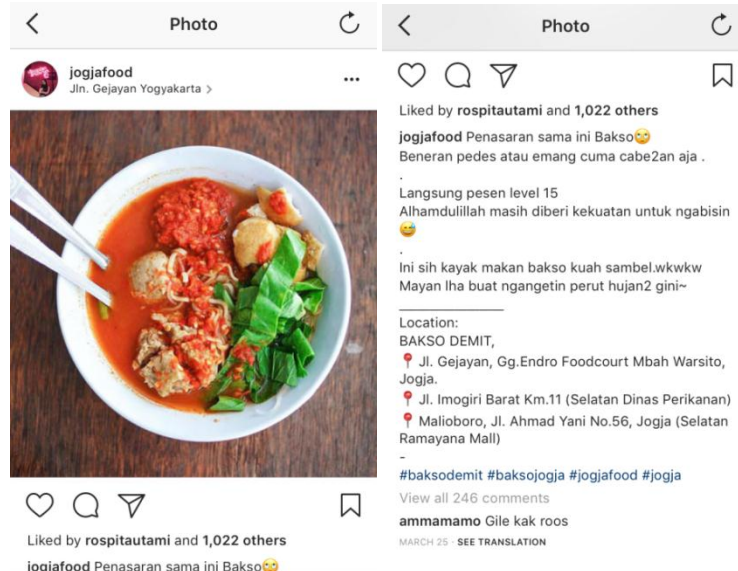 Photo
jogjafood
Jln. Gejayan Yogyakarta >
Liked by rospitautami and 1,022 others
jogjafood Penasaran sama ini Bakso🙄
Photo
Liked by rospitautami and 1,022 others
jogjafood Penasaran sama ini Bakso🙄
Beneran pedes atau emang cuma cabe2an aja .
.
Langsung pesen level 15
Alhamdulillah masih diberi kekuatan untuk ngabisin
😅
.
Ini sih kayak makan bakso kuah sambel.wkwkw
Mayan lha buat ngangetin perut hujan2 gini~
_______________
Location:
BAKSO DEMIT,
📍 Jl. Gejayan, Gg.Endro Foodcourt Mbah Warsito,
Jogja.
📍 Jl. Imogiri Barat Km.11 (Selatan Dinas Perikanan)
📍 Malioboro, Jl. Ahmad Yani No.56, Jogja (Selatan
Ramayana Mall)
-
#baksodemit #baksojogja #jogjafood #jogja
View all 246 comments
ammamamo Gile kak roos
MARCH 25 · SEE TRANSLATION